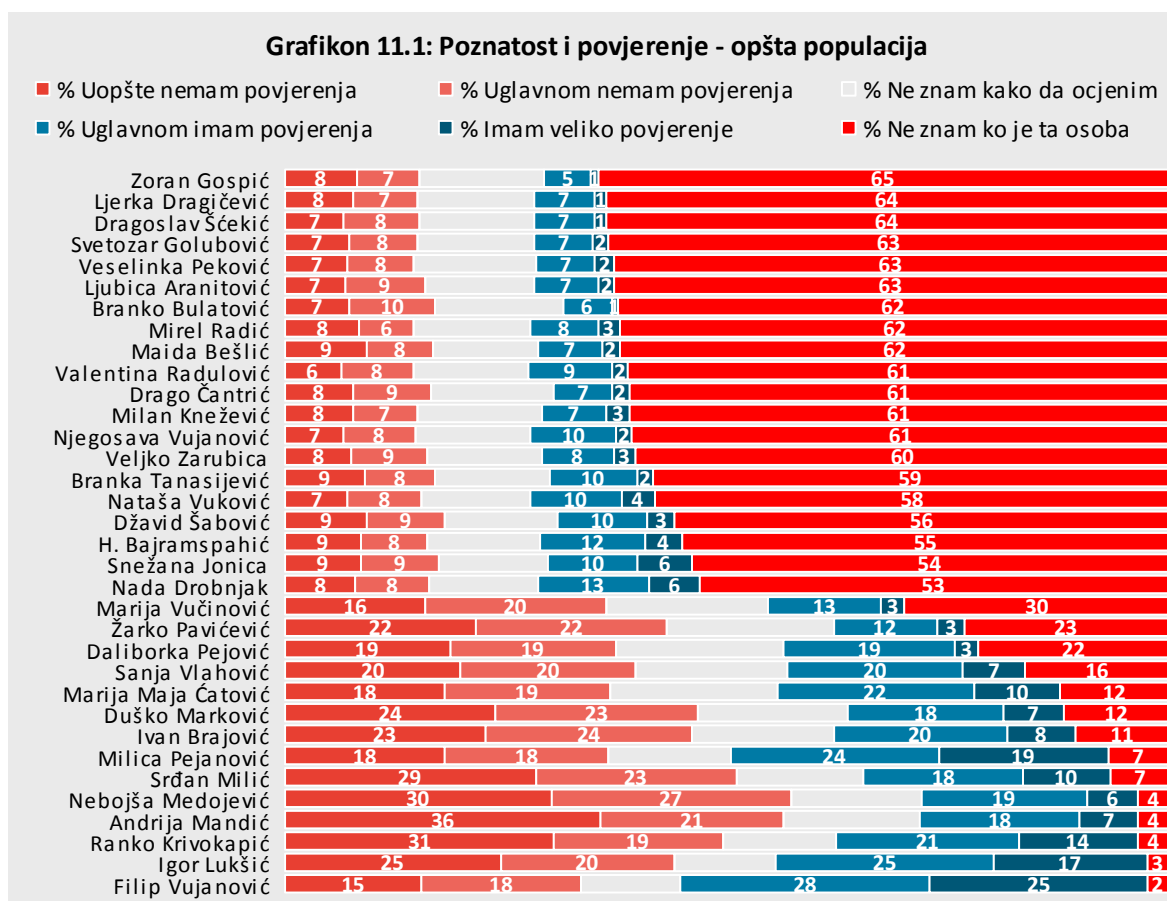 Grafikon 11.1: Poznatost i povjerenje - opšta populacija
% Uopšte nemam povjerenja % Uglavnom nemam povjerenja % Ne znam kako da ocjenim
% Uglavnom imam povjerenja % Imam veliko povjerenje % Ne znam ko je ta osoba
Zoran Gospić 8 7 5 1 65
Ljerka Dragičević 8 7 7 1 64
Dragoslav Šćekić 7 8 7 1 64
Svetozar Golubović 7 8 7 2 63
Veselinka Peković 7 8 7 2 63
Ljubica Aranitović 7 9 7 2 63
Branko Bulatović 7 10 6 1 62
Mirel Radić 8 6 8 3 62
Maida Bešlić 9 8 7 2 62
Valentina Radulović 6 8 9 2 61
Drago Čantrić 8 9 7 2 61
Milan Knežević 8 7 7 3 61
Njegosava Vujanović 7 8 10 2 61
Veljko Zarubica 8 9 8 3 60
Branka Tanasijević 9 8 10 2 59
Nataša Vuković 7 8 10 4 58
Džavid Šabović 9 9 10 3 56
H. Bajramspahić 9 8 12 4 55
Snežana Jonica 9 9 10 6 54
Nada Drobnjak 8 8 13 6 53
Marija Vučinović 16 20 13 3 30
Žarko Pavićević 22 22 12 3 23
Daliborka Pejović 19 19 19 3 22
Sanja Vlahović 20 20 20 7 16
Marija Maja Ćatović 18 19 22 10 12
Duško Marković 24 23 18 7 12
Ivan Brajović 23 24 20 8 11
Milica Pejanović 18 18 24 19 7
Srđan Milić 29 23 18 10 7
Nebojša Medojević 30 27 19 6 4
Andrija Mandić 36 21 18 7 4
Ranko Krivokapić 31 19 21 14 4
Igor Lukšić 25 20 25 17 3
Filip Vujanović 15 18 28 25 2